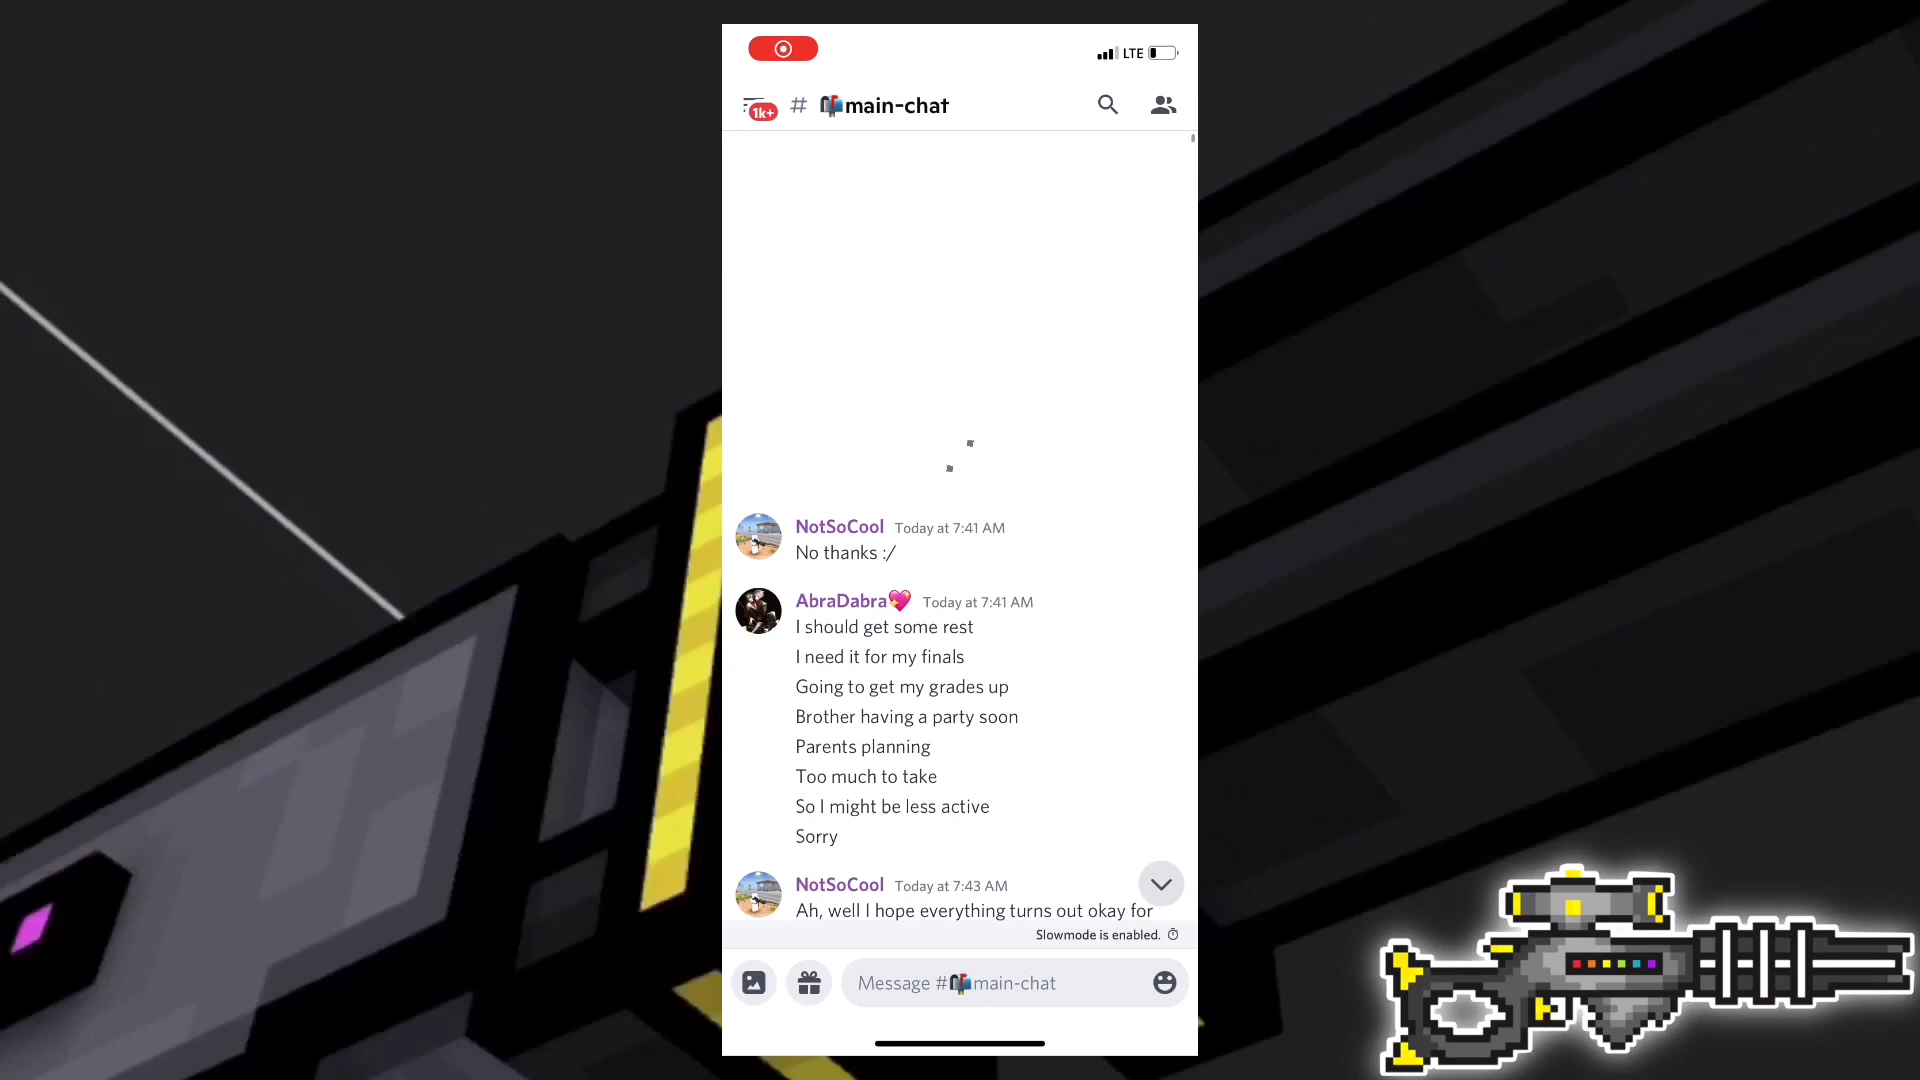 LTE
1k+
# 📬main-chat
NotSoCool Today at 7:41 AM
No thanks :/
AbraDabra💖 Today at 7:41 AM
I should get some rest
I need it for my finals
Going to get my grades up
Brother having a party soon
Parents planning
Too much to take
So I might be less active
Sorry
NotSoCool Today at 7:43 AM
Ah, well I hope everything turns out okay for
Slowmode is enabled.
Message #📬main-chat